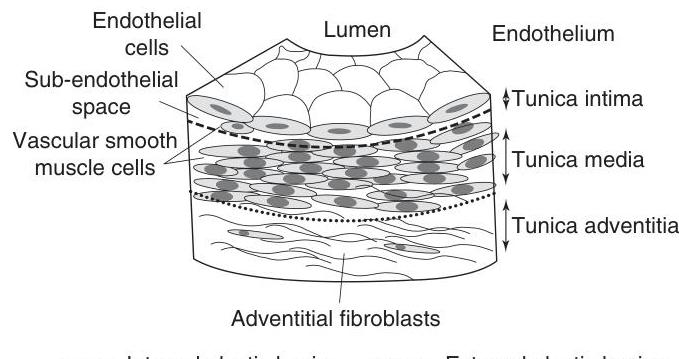 Endothelial
cells
Lumen
Endothelium
Sub-endothelial
space
Tunica intima
Vascular smooth
muscle cells
Tunica media
Tunica adventitia
Adventitial fibroblasts